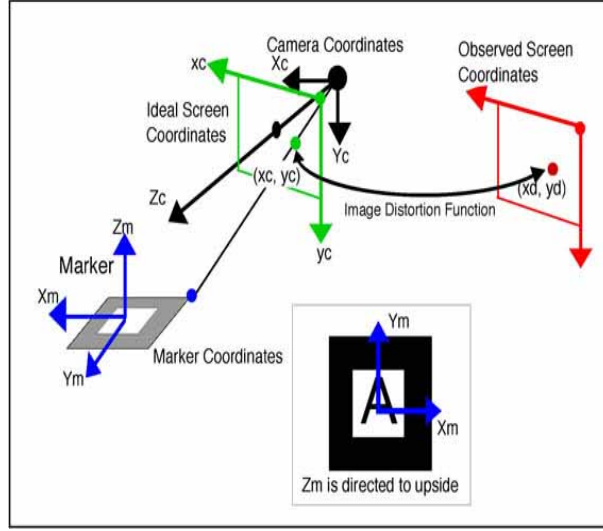 Camera Coordinates
xc
Xc
Observed Screen
Coordinates
Ideal Screen
Coordinates
Yc
(xc, yc)
(xd, yd)
Zc
Image Distortion Function
Zm
yc
Marker
Xm
Marker Coordinates
Ym
Ym
A
Xm
Zm is directed to upside